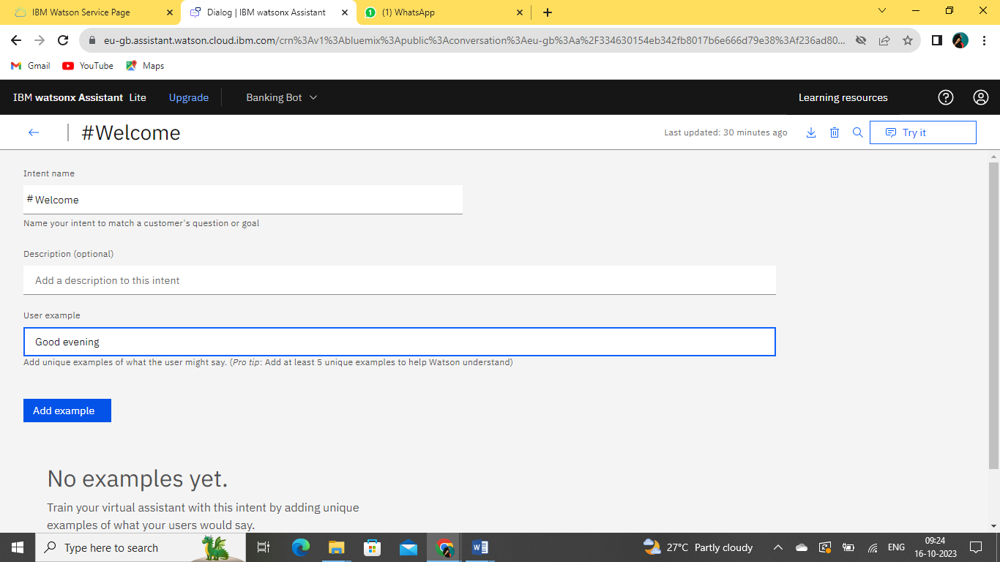 IBM Watson Service Page
Dialog | IBM watsonx Assistant
(1) WhatsApp
eu-gb.assistant.watson.cloud.ibm.com/crn%3Av1%3Abluemix%3Apublic%3Aconversation%3Aeu-gb%3Aa%2F334630154eb342fb8017b6e666d79e38%3Af236ad80...
Gmail YouTube Maps
IBM watsonx Assistant Lite Upgrade Banking Bot Learning resources
#Welcome
Last updated: 30 minutes ago
Try it
Intent name
# Welcome
Name your intent to match a customer's question or goal
Description (optional)
Add a description to this intent
User example
Good evening
Add unique examples of what the user might say. (Pro tip: Add at least 5 unique examples to help Watson understand)
Add example
No examples yet.
Train your virtual assistant with this intent by adding unique
examples of what your users would say.
Type here to search
27°C Partly cloudy
ENG
09:24
16-10-2023